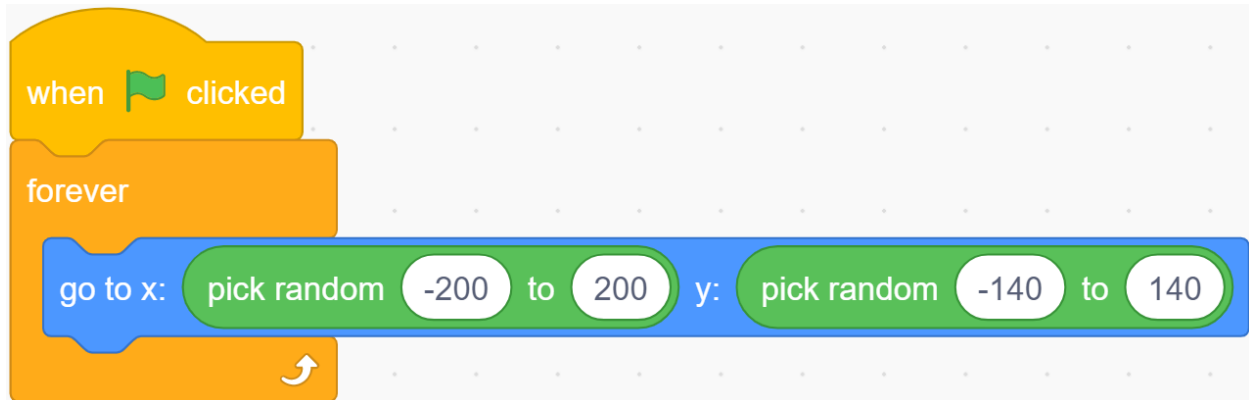 when clicked
forever
go to x: pick random -200 to 200 y: pick random -140 to 140